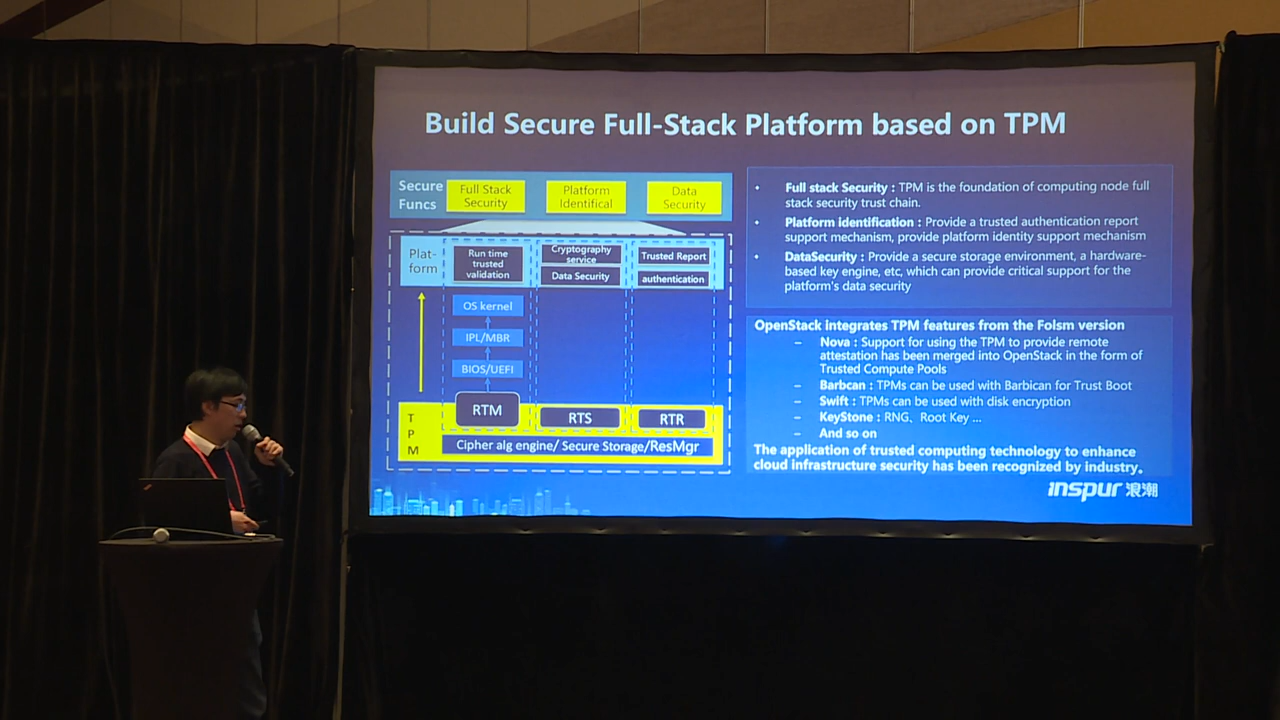 Build Secure Full-Stack Platform based on TPM
Secure
Funcs
Full Stack
Security
Platform
Identifical
Data
Security
Plat-
form
Run time
trusted
validation
Cryptography
service
Data Security
Trusted Report
authentication
OS kernel
IPL/MBR
BIOS/UEFI
T
P
M
RTM
RTS
RTR
Cipher alg engine/ Secure Storage/ResMgr
• Full stack Security : TPM is the foundation of computing node full
stack security trust chain.
• Platform identification : Provide a trusted authentication report
support mechanism, provide platform identity support mechanism
• DataSecurity : Provide a secure storage environment, a hardware-
based key engine, etc, which can provide critical support for the
platform's data security
OpenStack integrates TPM features from the Folsm version
– Nova : Support for using the TPM to provide remote
attestation has been merged into OpenStack in the form of
Trusted Compute Pools
– Barbcan : TPMs can be used with Barbican for Trust Boot
– Swift : TPMs can be used with disk encryption
– KeyStone : RNG、Root Key ...
– And so on
The application of trusted computing technology to enhance
cloud infrastructure security has been recognized by industry。
inspur 浪潮